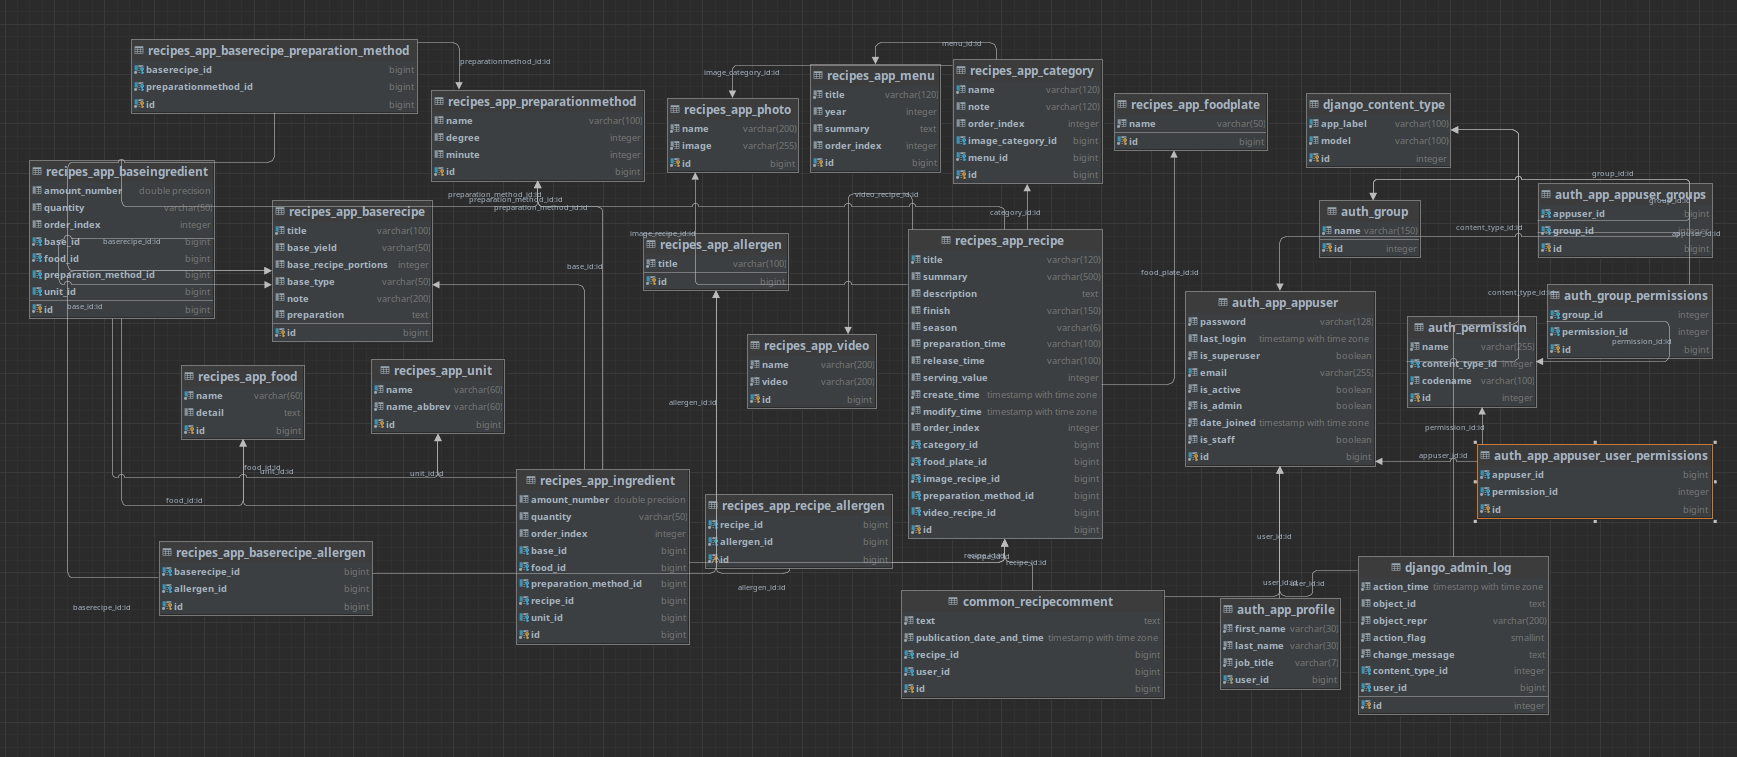 recipes_app_baserecipe_preparation_method
baserecipe_id bigint
preparationmethod_id bigint
id bigint
preparationmethod_id:id
recipes_app_preparationmethod
name varchar(100)
degree integer
minute integer
id bigint
image_category_id:id
recipes_app_photo
name varchar(200)
image varchar(255)
id bigint
menu_id:id
recipes_app_menu
title varchar(120)
year integer
summary text
order_index integer
id bigint
recipes_app_category
name varchar(120)
note varchar(120)
order_index integer
image_category_id bigint
menu_id bigint
id bigint
recipes_app_foodplate
name varchar(50)
id bigint
django_content_type
app_label varchar(100)
model varchar(100)
id integer
recipes_app_baseingredient
amount_number double precision
quantity varchar(50)
order_index integer
base_id bigint
food_id bigint
preparation_method_id bigint
unit_id bigint
id bigint
baserecipe_id:id
base_id:id
recipes_app_baserecipe
title varchar(100)
base_yield varchar(50)
base_recipe_portions integer
base_type varchar(50)
note varchar(200)
preparation text
id bigint
preparation_method_id:id
preparation_method_id:id
preparation_method_id:id
base_id:id
image_recipe_id:id
recipes_app_allergen
title varchar(100)
id bigint
video_recipe_id:id
category_id:id
recipes_app_recipe
title varchar(120)
summary varchar(500)
description text
finish varchar(150)
season varchar(6)
preparation_time varchar(100)
release_time varchar(100)
serving_value integer
create_time timestamp with time zone
modify_time timestamp with time zone
order_index integer
category_id bigint
food_plate_id bigint
image_recipe_id bigint
preparation_method_id bigint
video_recipe_id bigint
id bigint
food_plate_id:id
group_id:id
auth_group
name varchar(150)
id integer
content_type_id:id
auth_app_appuser_groups
appuser_id bigint
group_id integer
id bigint
group_id:id
appuser_id:id
auth_app_appuser
password varchar(128)
last_login timestamp with time zone
is_superuser boolean
email varchar(255)
is_active boolean
is_admin boolean
date_joined timestamp with time zone
is_staff boolean
id bigint
content_type_id:id
auth_group_permissions
group_id integer
permission_id integer
id bigint
permission_id:id
auth_permission
name varchar(255)
content_type_id integer
codename varchar(100)
id integer
recipes_app_video
name varchar(200)
video varchar(200)
id bigint
recipes_app_food
name varchar(60)
detail text
id bigint
recipes_app_unit
name varchar(60)
name_abbrev varchar(60)
id bigint
allergen_id:id
permission_id:id
appuser_id:id
auth_app_appuser_user_permissions
appuser_id bigint
permission_id integer
id bigint
food_id:id
unit_id:id
unit_id:id
food_id:id
recipes_app_ingredient
amount_number double precision
quantity varchar(50)
order_index integer
base_id bigint
food_id bigint
preparation_method_id bigint
recipe_id bigint
unit_id bigint
id bigint
recipes_app_recipe_allergen
recipe_id bigint
allergen_id bigint
id bigint
allergen_id:id
recipe_id:id
recipe_id:id
recipe_id:id
user_id:id
recipes_app_baserecipe_allergen
baserecipe_id bigint
allergen_id bigint
id bigint
baserecipe_id:id
common_recipecomment
text text
publication_date_and_time timestamp with time zone
recipe_id bigint
user_id bigint
id bigint
user_id:id
user_id:id
auth_app_profile
first_name varchar(30)
last_name varchar(30)
job_title varchar(7)
user_id bigint
django_admin_log
action_time timestamp with time zone
object_id text
object_repr varchar(200)
action_flag smallint
change_message text
content_type_id integer
user_id bigint
id integer